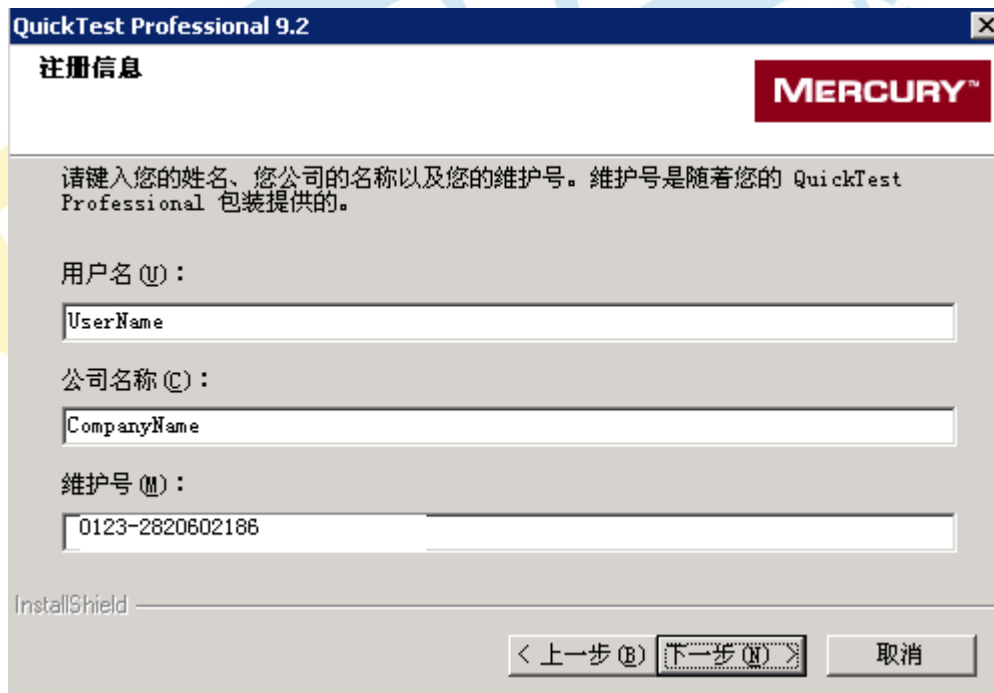 QuickTest Professional 9.2
注册信息
MERCURY™
请键入您的姓名、您公司的名称以及您的维护号。维护号是随着您的 QuickTest
Professional 包装提供的。
用户名(U)：
UserName
公司名称(C)：
CompanyName
维护号(M)：
0123-2820602186
InstallShield
< 上一步(B) 下一步(N) > 取消